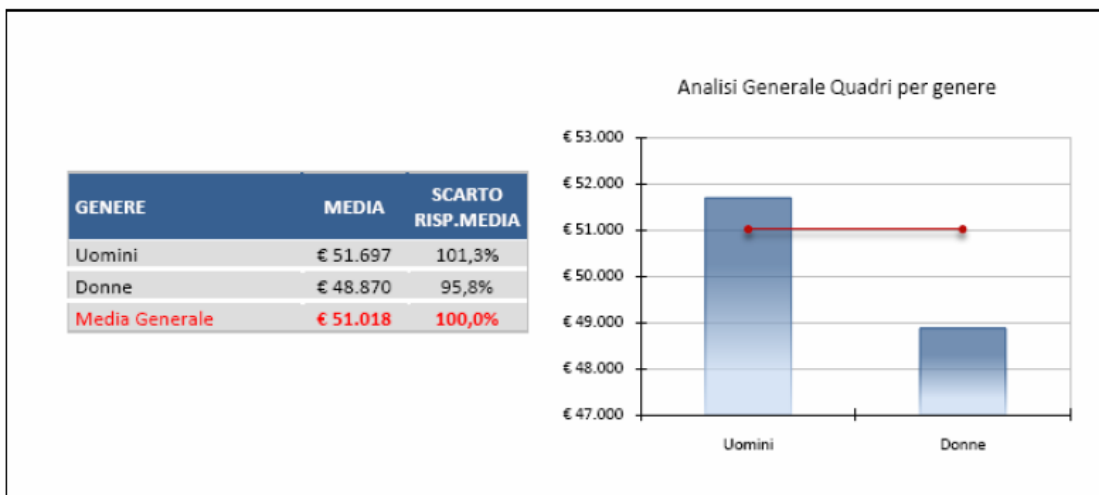 Analisi Generale Quadri per genere
GENERE MEDIA SCARTO RISP.MEDIA
Uomini € 51.697 101,3%
Donne € 48.870 95,8%
Media Generale € 51.018 100,0%
€ 53.000
€ 52.000
€ 51.000
€ 50.000
€ 49.000
€ 48.000
€ 47.000
Uomini Donne